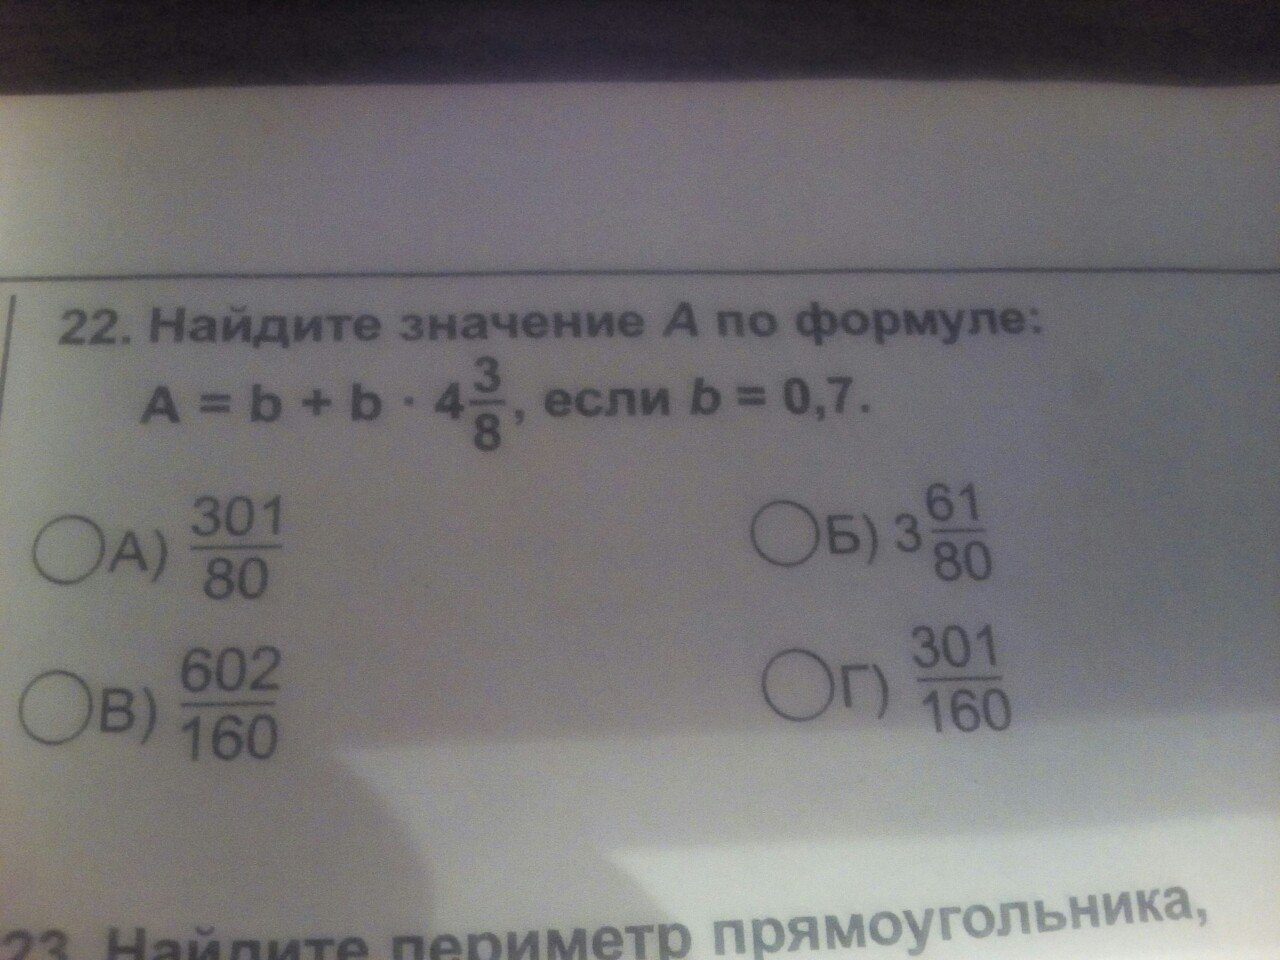 22. Найдите значение A по формуле:
A = b + b · 4 3/8, если b = 0,7.
А) 301/80
Б) 3 61/80
В) 602/160
Г) 301/160
23. Найдите периметр прямоугольника,